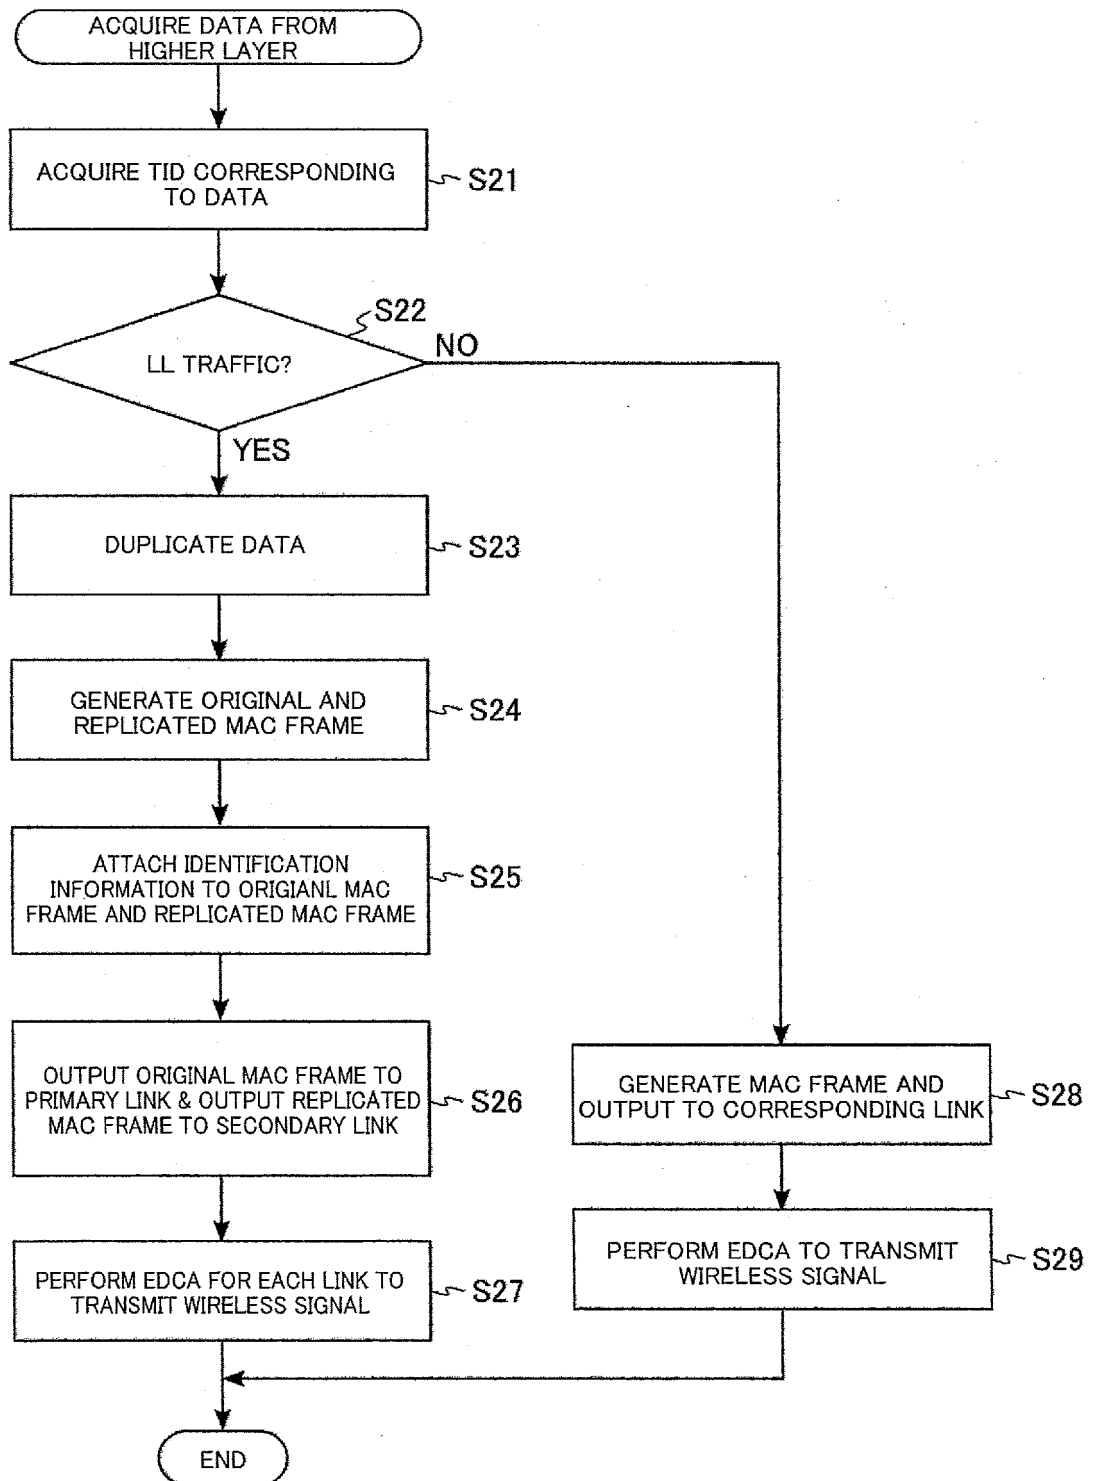 ACQUIRE DATA FROM
HIGHER LAYER
ACQUIRE TID CORRESPONDING
TO DATA
S21
S22
LL TRAFFIC?
NO
YES
DUPLICATE DATA
S23
GENERATE ORIGINAL AND
REPLICATED MAC FRAME
S24
ATTACH IDENTIFICATION
INFORMATION TO ORIGIANL MAC
FRAME AND REPLICATED MAC FRAME
S25
OUTPUT ORIGINAL MAC FRAME TO
PRIMARY LINK & OUTPUT REPLICATED
MAC FRAME TO SECONDARY LINK
S26
GENERATE MAC FRAME AND
OUTPUT TO CORRESPONDING LINK
S28
PERFORM EDCA FOR EACH LINK TO
TRANSMIT WIRELESS SIGNAL
S27
PERFORM EDCA TO TRANSMIT
WIRELESS SIGNAL
S29
END